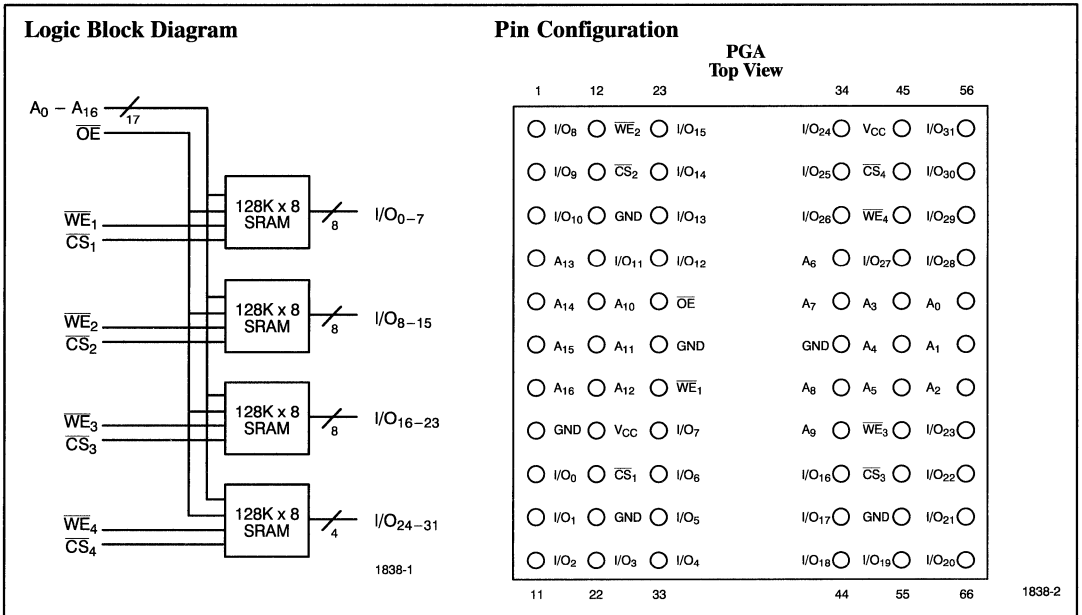 Logic Block Diagram
A0 – A16
17
OE
WE1
CS1
128K x 8
SRAM
8
I/O0–7
WE2
CS2
128K x 8
SRAM
8
I/O8–15
WE3
CS3
128K x 8
SRAM
8
I/O16–23
WE4
CS4
128K x 8
SRAM
4
I/O24–31
1838-1
Pin Configuration
PGA
Top View
1 12 23 34 45 56
I/O8 WE2 I/O15 I/O24 VCC I/O31
I/O9 CS2 I/O14 I/O25 CS4 I/O30
I/O10 GND I/O13 I/O26 WE4 I/O29
A13 I/O11 I/O12 A6 I/O27 I/O28
A14 A10 OE A7 A3 A0
A15 A11 GND GND A4 A1
A16 A12 WE1 A8 A5 A2
GND VCC I/O7 A9 WE3 I/O23
I/O0 CS1 I/O6 I/O16 CS3 I/O22
I/O1 GND I/O5 I/O17 GND I/O21
I/O2 I/O3 I/O4 I/O18 I/O19 I/O20
11 22 33 44 55 66
1838-2